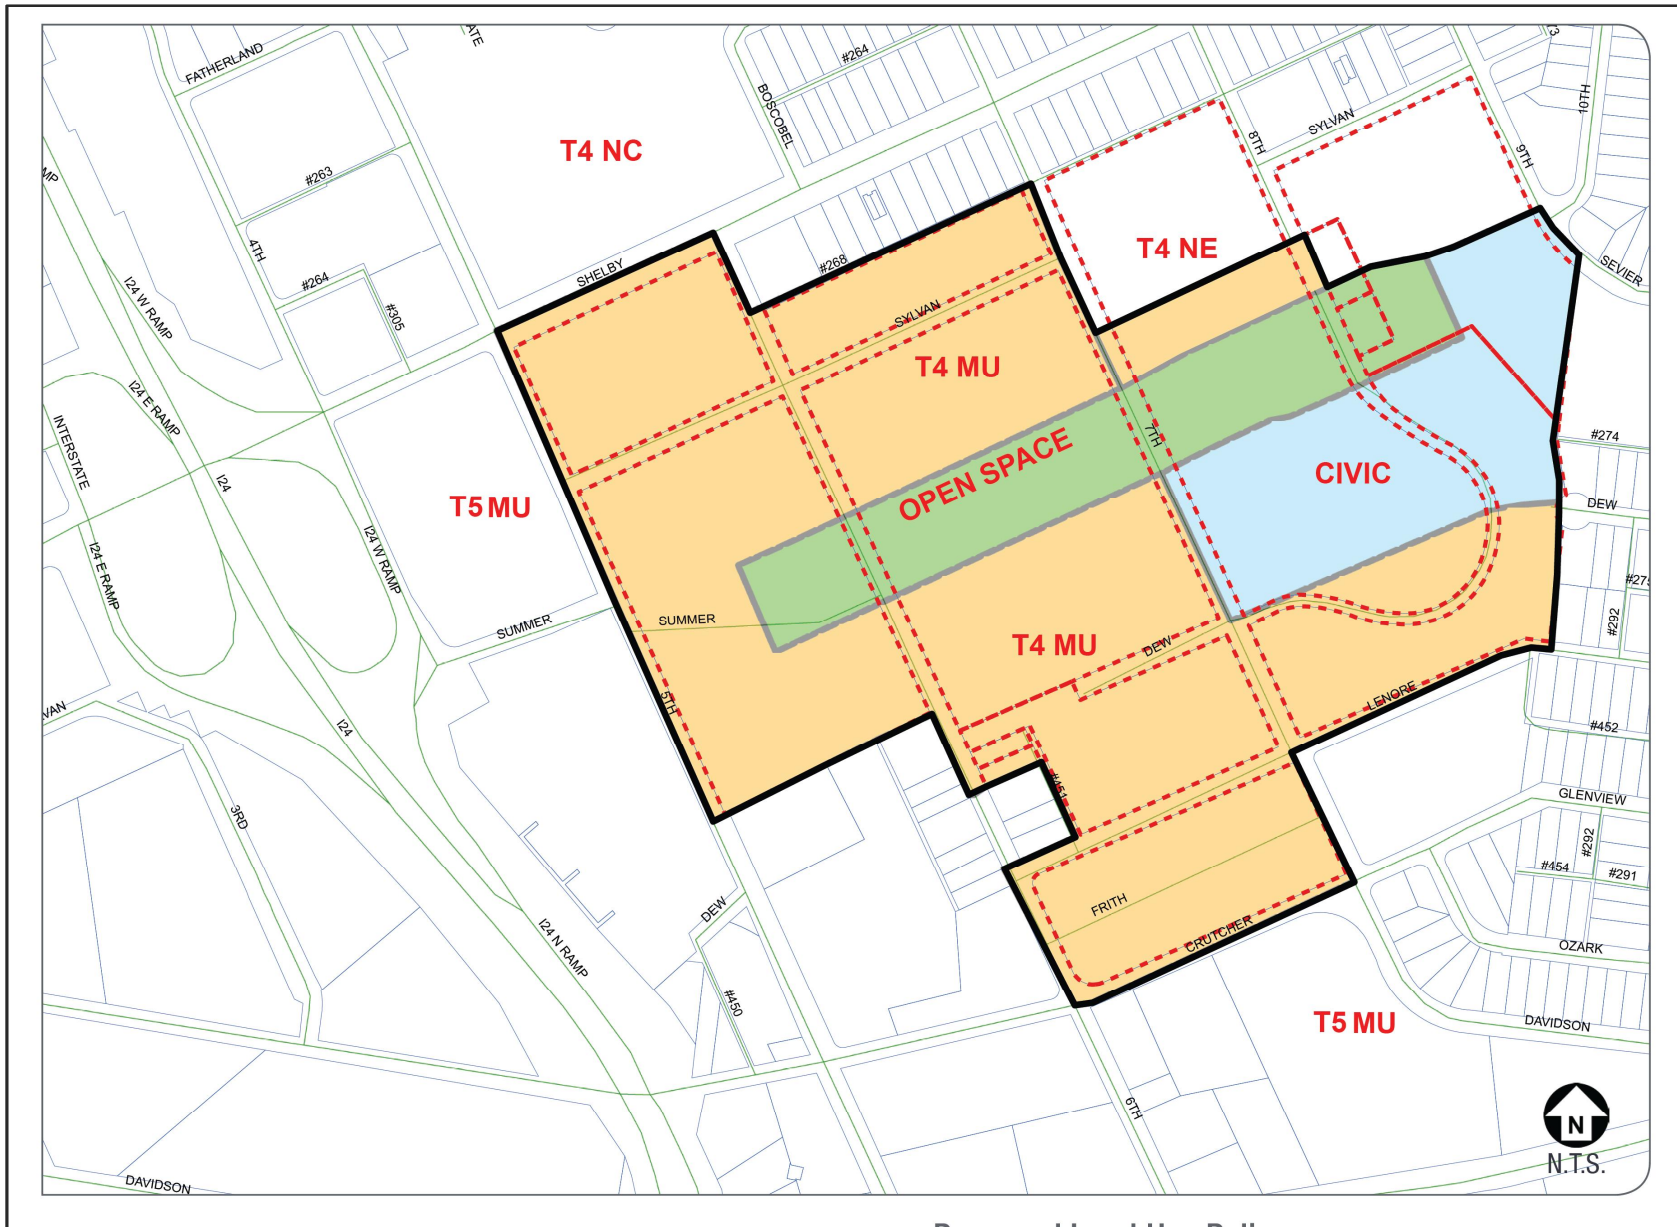 FATHERLAND
ATE
#264
BOSCOBEL
#263
4TH
#264
#305
T4 NC
SHELBY
#268
SYLVAN
8TH
SYLVAN
9TH
10TH
T4 NE
SEVIER
I24 W RAMP
I24 E RAMP
INTERSTATE
I24
I24 W RAMP
I24 E RAMP
T5 MU
T4 MU
7TH
OPEN SPACE
CIVIC
#274
DEW
#292
SUMMER
SUMMER
T4 MU
DEW
5TH
LENORE
#452
VAN
I24
3RD
#451
GLENVIEW
#292
#454
#291
DEW
FRITH
CRUTCHER
OZARK
I24 N RAMP
#450
T5 MU
DAVIDSON
6TH
DAVIDSON
N
N.T.S.